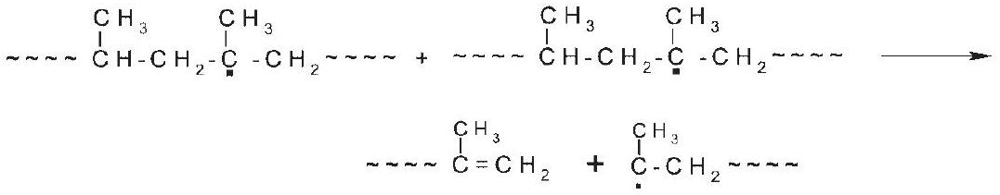 CH3 CH3 CH3 CH3
~~~~ CH-CH2-C -CH2~~~~ + ~~~~ CH-CH2-C -CH2~~~~
CH3 CH3
~~~~ C=CH2 + C-CH2~~~~